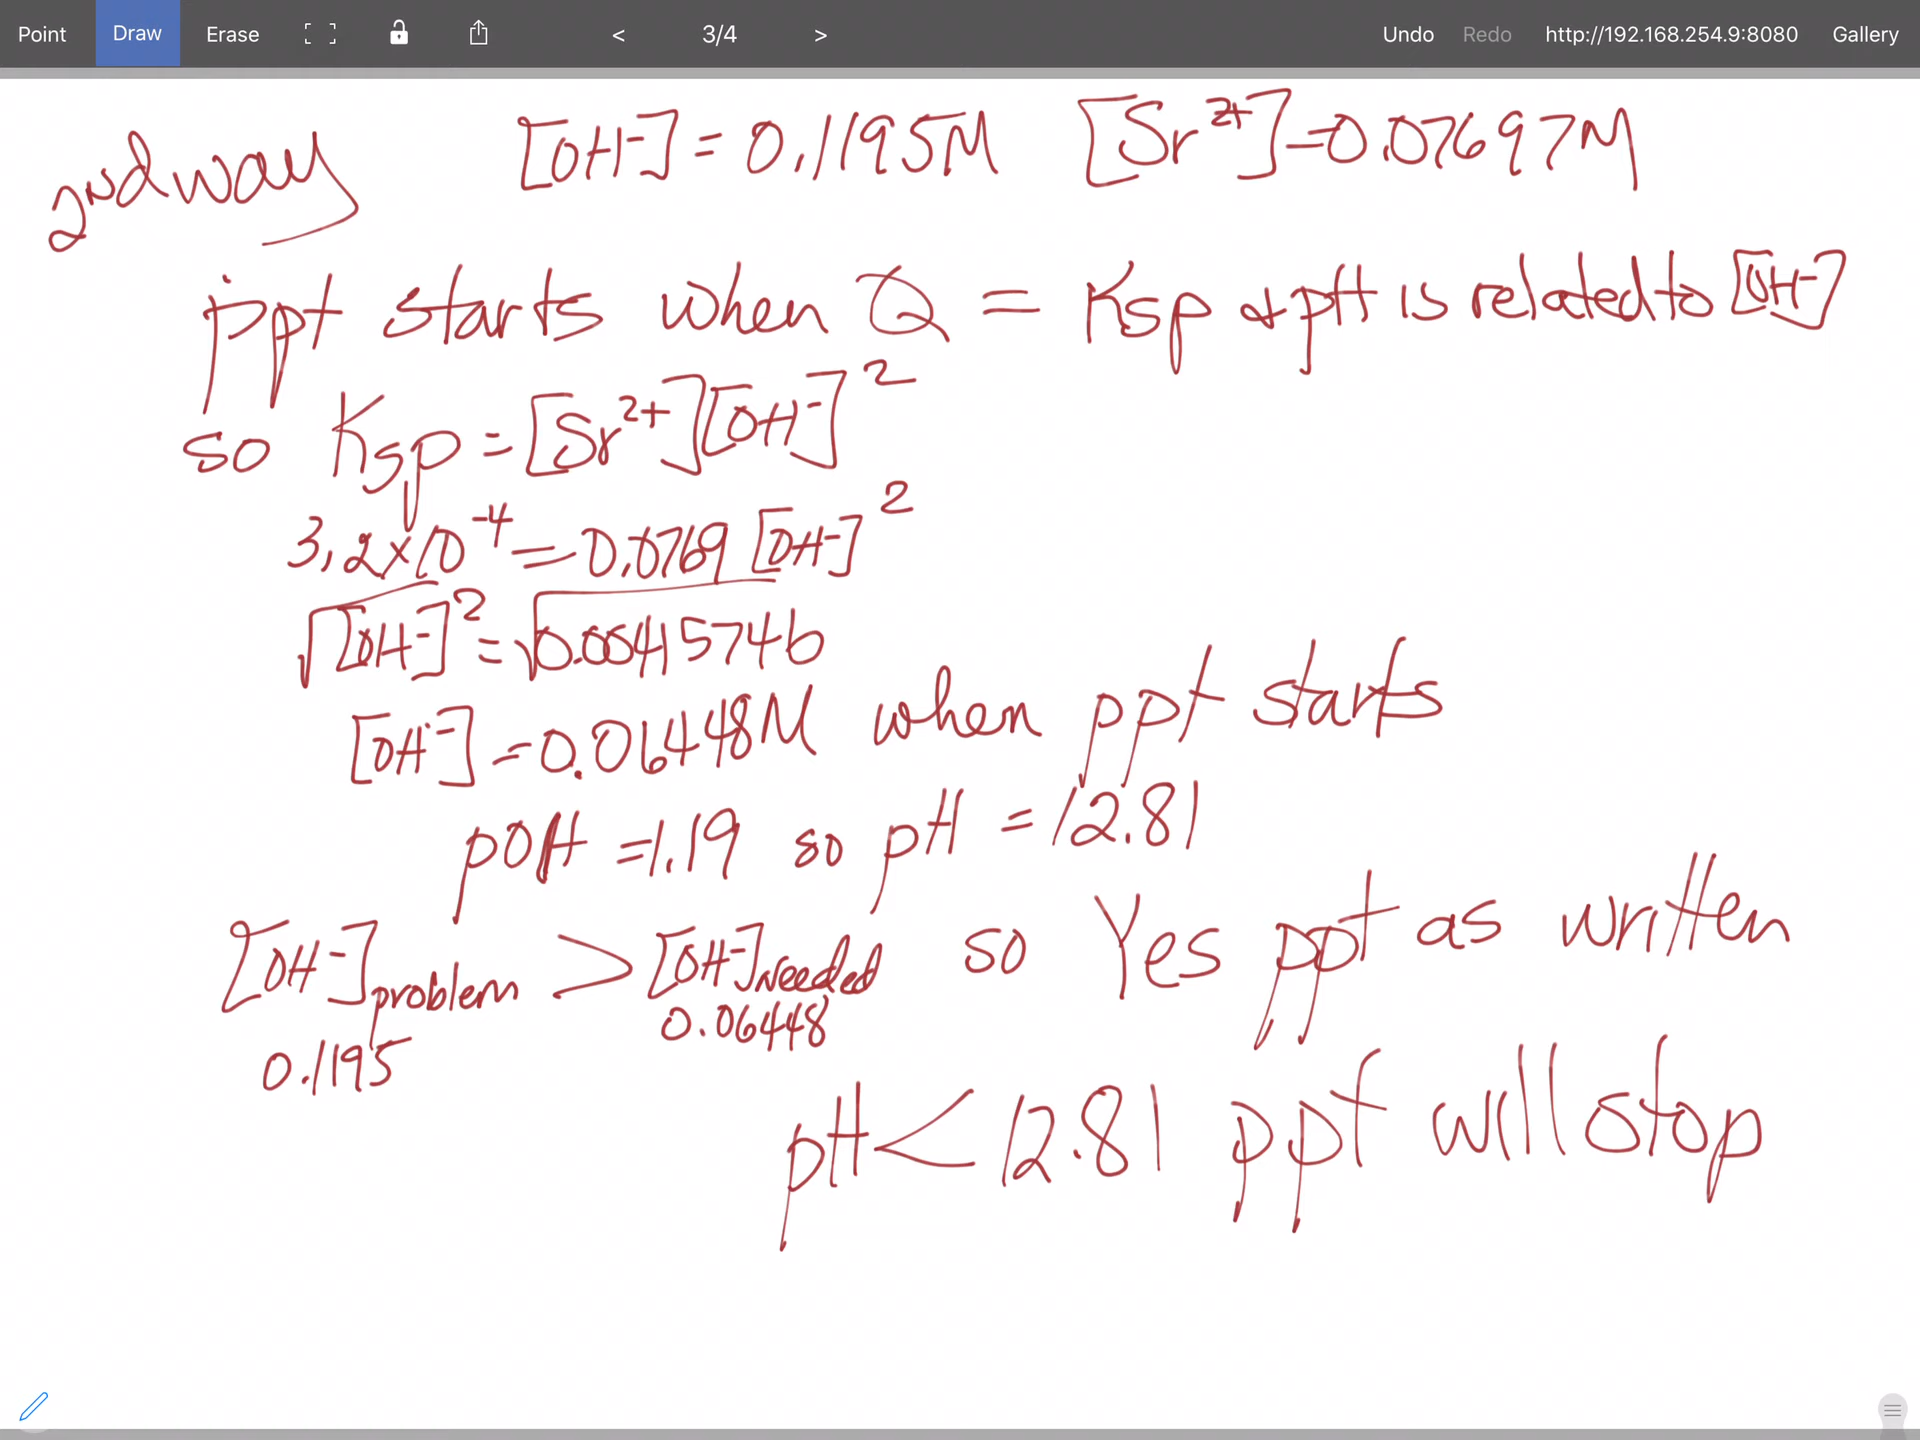 Point Draw Erase < 3/4 > Undo Redo http://192.168.254.9:8080 Gallery
2nd way [OH-] = 0.1195M [Sr2+]=0.07697M
ppt starts when Q = Ksp & pH is related to [OH-]
so Ksp = [Sr2+][OH-]2
3.2x10-4 = 0.0769 [OH-]2
√[OH-]2 = √0.00415746
[OH-] = 0.06448M when ppt starts
pOH = 1.19 so pH = 12.81
[OH-]problem > [OH-]needed so Yes ppt as written
0.1195 0.06448
pH < 12.81 ppt will stop